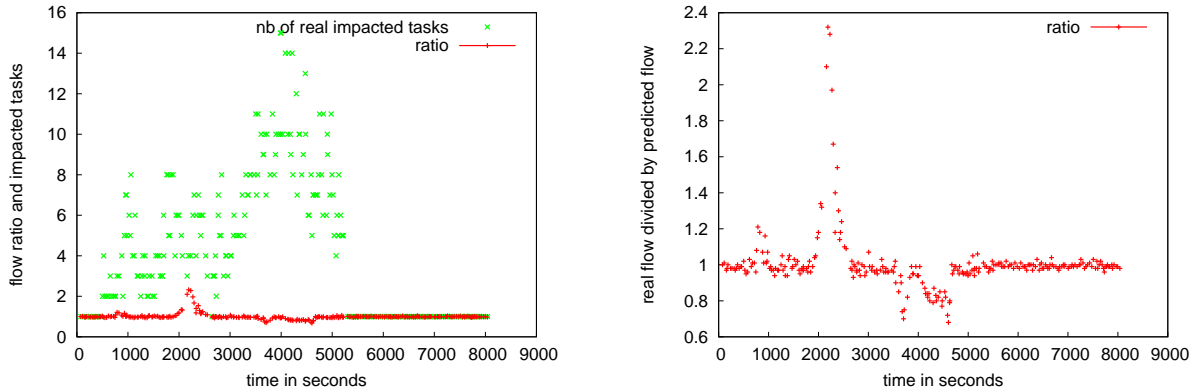 16
14
12
10
8
6
4
2
0
0 1000 2000 3000 4000 5000 6000 7000 8000 9000
flow ratio and impacted tasks
time in seconds
nb of real impacted tasks
ratio
2.4
2.2
2
1.8
1.6
1.4
1.2
1
0.8
0.6
0 1000 2000 3000 4000 5000 6000 7000 8000 9000
real flow divided by predicted flow
time in seconds
ratio